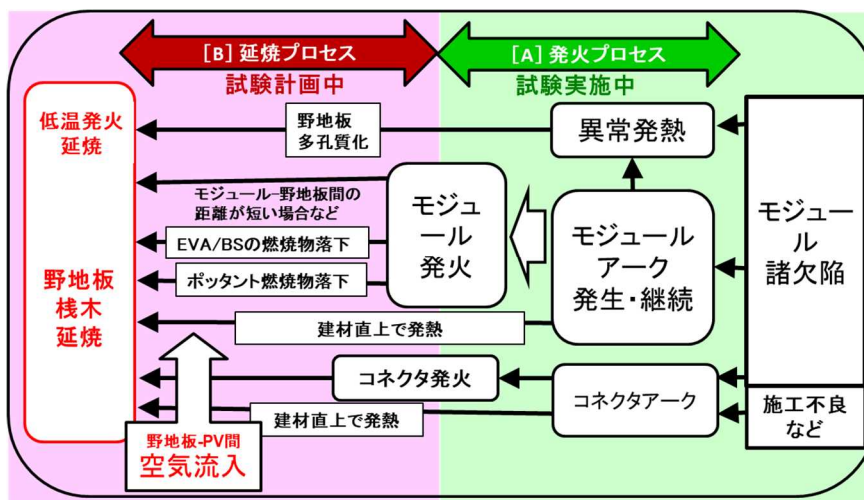 [B] 延焼プロセス
試験計画中
[A] 発火プロセス
試験実施中
低温発火
延焼
野地板
桟木
延焼
野地板
多孔質化
異常発熱
モジュール-野地板間の
距離が短い場合など
EVA/BSの燃焼物落下
ポッタント燃焼物落下
モジュ
ール
発火
モジュール
アーク
発生・継続
モジュ
ール
諸欠陥
建材直上で発熱
コネクタ発火
コネクタアーク
建材直上で発熱
施工不良
など
野地板-PV間
空気流入